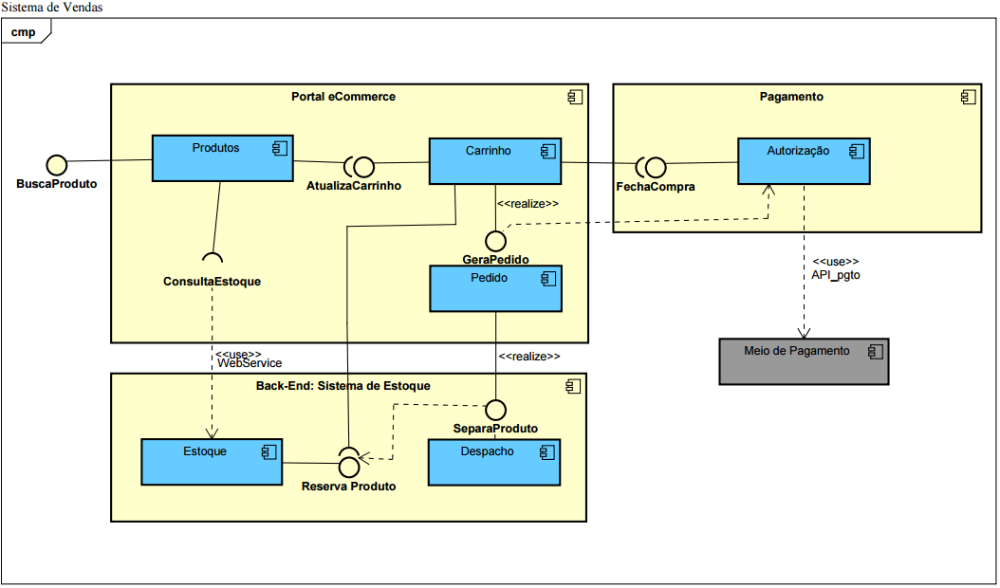 Sistema de Vendas
cmp
Portal eCommerce
Pagamento
Produtos
Carrinho
Autorização
BuscaProduto
AtualizaCarrinho
FechaCompra
<<realize>>
GeraPedido
ConsultaEstoque
Pedido
<<use>>
API_pgto
<<use>>
WebService
<<realize>>
Meio de Pagamento
Back-End: Sistema de Estoque
SeparaProduto
Estoque
Despacho
Reserva Produto